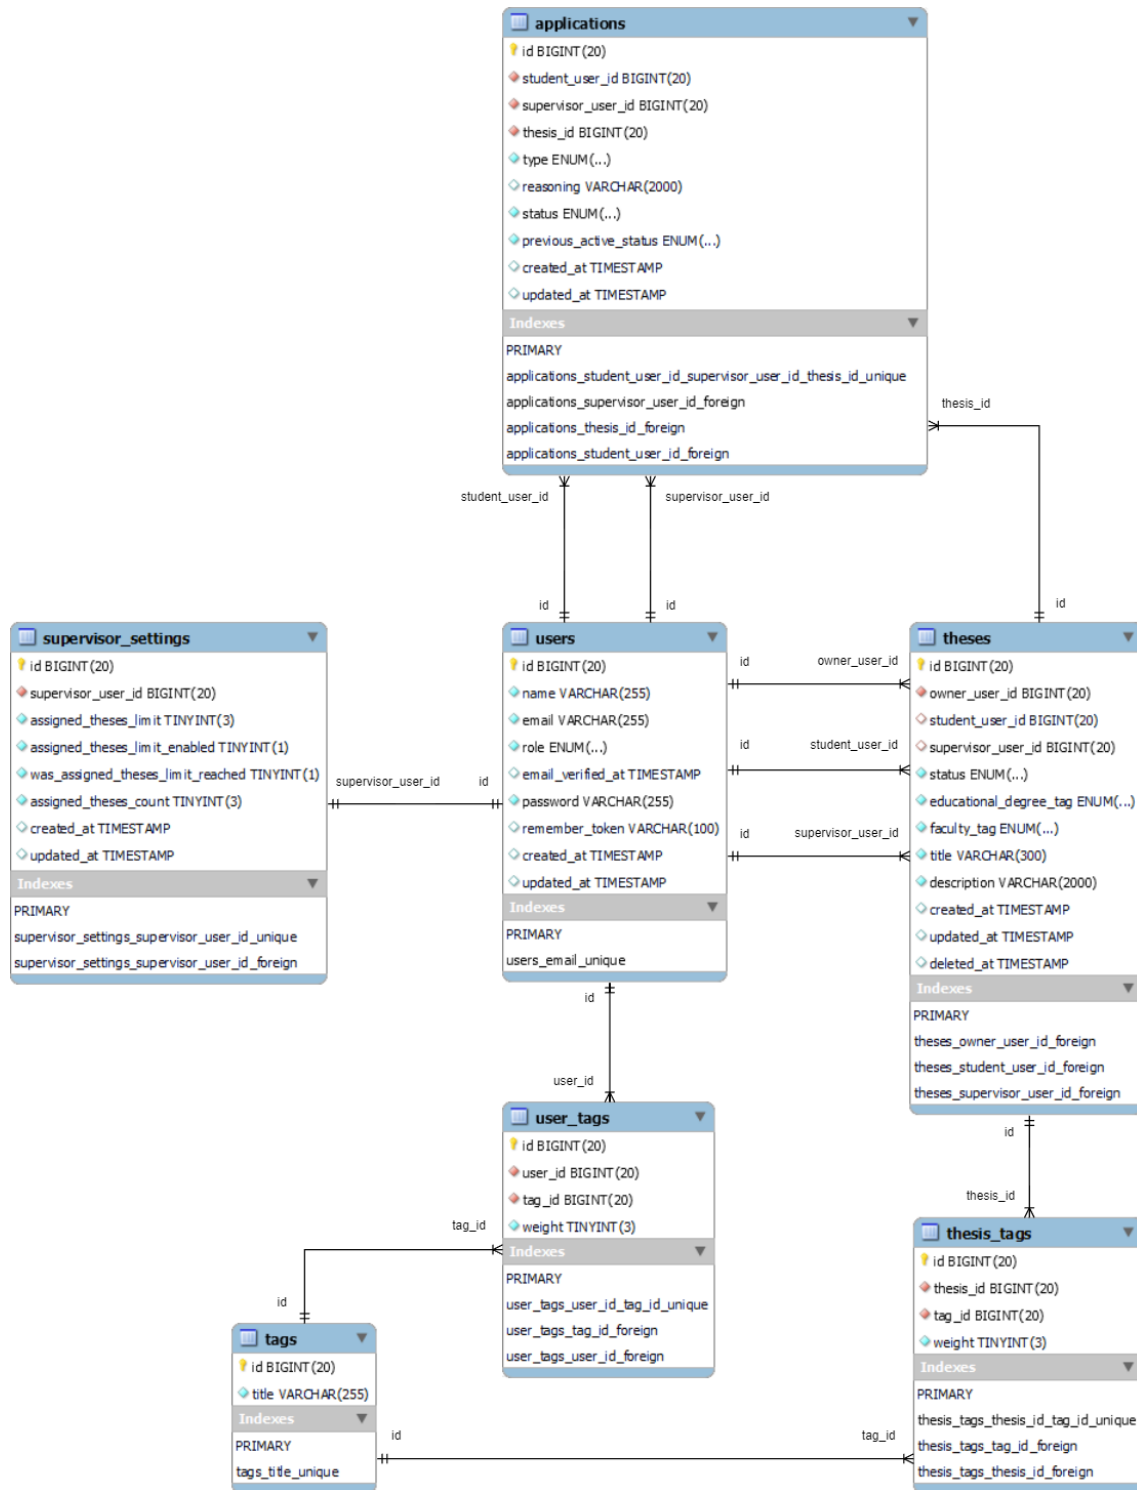 applications
id BIGINT(20)
student_user_id BIGINT(20)
supervisor_user_id BIGINT(20)
thesis_id BIGINT(20)
type ENUM(...)
reasoning VARCHAR(2000)
status ENUM(...)
previous_active_status ENUM(...)
created_at TIMESTAMP
updated_at TIMESTAMP
Indexes
PRIMARY
applications_student_user_id_supervisor_user_id_thesis_id_unique
applications_supervisor_user_id_foreign
applications_thesis_id_foreign
applications_student_user_id_foreign
thesis_id
student_user_id
supervisor_user_id
id
id
id
supervisor_settings
id BIGINT(20)
supervisor_user_id BIGINT(20)
assigned_theses_limit TINYINT(3)
assigned_theses_limit_enabled TINYINT(1)
was_assigned_theses_limit_reached TINYINT(1)
assigned_theses_count TINYINT(3)
created_at TIMESTAMP
updated_at TIMESTAMP
Indexes
PRIMARY
supervisor_settings_supervisor_user_id_unique
supervisor_settings_supervisor_user_id_foreign
supervisor_user_id
id
users
id BIGINT(20)
name VARCHAR(255)
email VARCHAR(255)
role ENUM(...)
email_verified_at TIMESTAMP
password VARCHAR(255)
remember_token VARCHAR(100)
created_at TIMESTAMP
updated_at TIMESTAMP
Indexes
PRIMARY
users_email_unique
id
owner_user_id
id
student_user_id
id
supervisor_user_id
theses
id BIGINT(20)
owner_user_id BIGINT(20)
student_user_id BIGINT(20)
supervisor_user_id BIGINT(20)
status ENUM(...)
educational_degree_tag ENUM(...)
faculty_tag ENUM(...)
title VARCHAR(300)
description VARCHAR(2000)
created_at TIMESTAMP
updated_at TIMESTAMP
deleted_at TIMESTAMP
Indexes
PRIMARY
theses_owner_user_id_foreign
theses_student_user_id_foreign
theses_supervisor_user_id_foreign
id
user_id
id
thesis_id
user_tags
id BIGINT(20)
user_id BIGINT(20)
tag_id BIGINT(20)
weight TINYINT(3)
Indexes
PRIMARY
user_tags_user_id_tag_id_unique
user_tags_tag_id_foreign
user_tags_user_id_foreign
tag_id
id
thesis_tags
id BIGINT(20)
thesis_id BIGINT(20)
tag_id BIGINT(20)
weight TINYINT(3)
Indexes
PRIMARY
thesis_tags_thesis_id_tag_id_unique
thesis_tags_tag_id_foreign
thesis_tags_thesis_id_foreign
tags
id BIGINT(20)
title VARCHAR(255)
Indexes
PRIMARY
tags_title_unique
id
tag_id